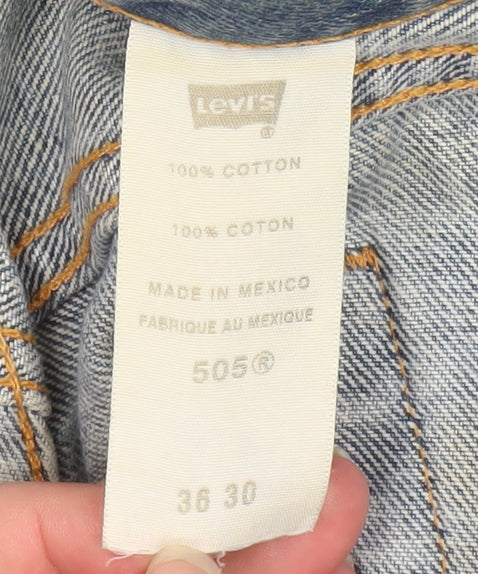 Levi's
®
100% COTTON
100% COTON
MADE IN MEXICO
FABRIQUE AU MEXIQUE
505®
36 30